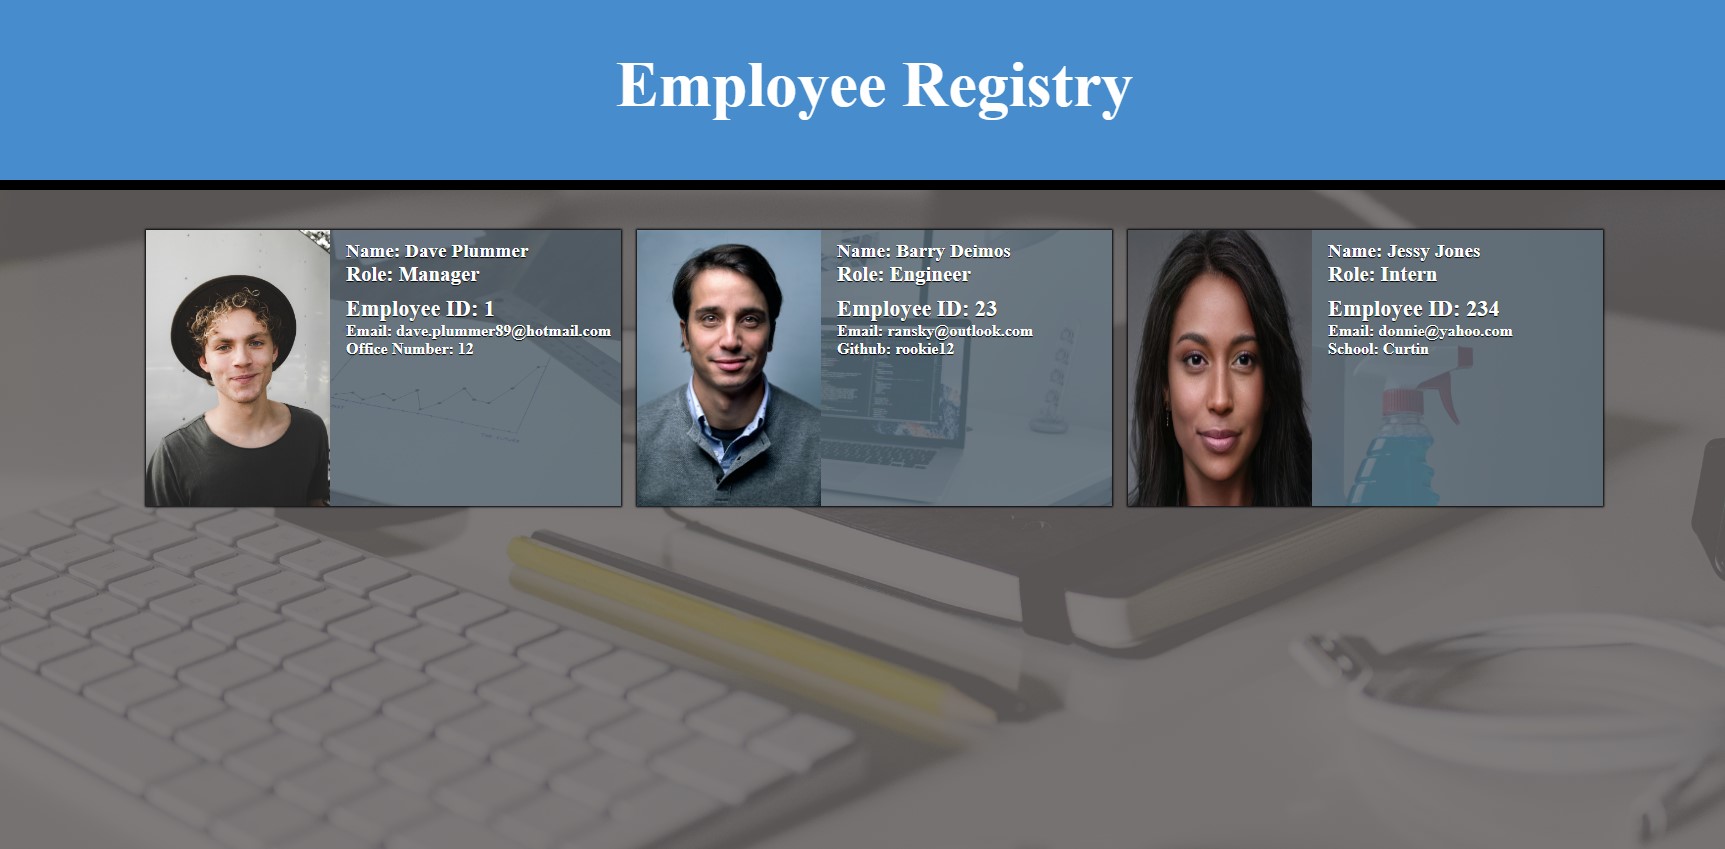 Employee Registry
Name: Dave Plummer
Role: Manager
Employee ID: 1
Email: dave.plummer89@hotmail.com
Office Number: 12
Name: Barry Deimos
Role: Engineer
Employee ID: 23
Email: ransky@outlook.com
Github: rookie12
Name: Jessy Jones
Role: Intern
Employee ID: 234
Email: donnie@yahoo.com
School: Curtin